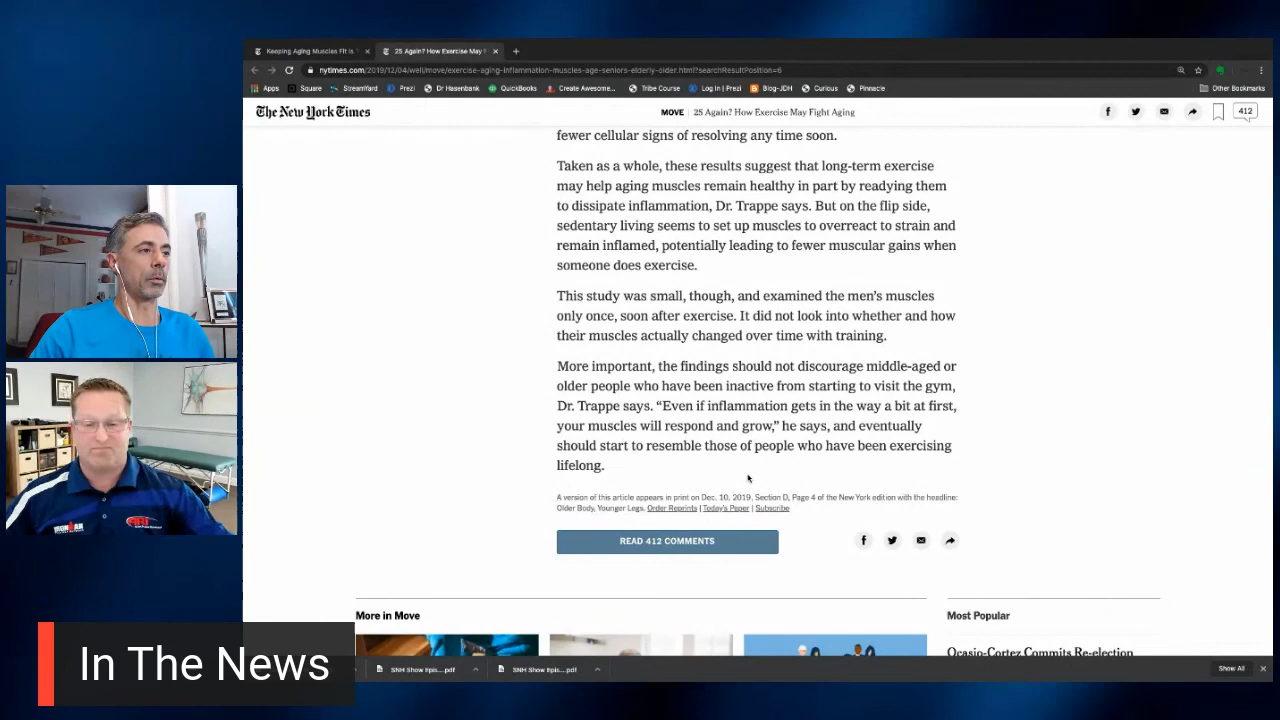 Keeping Aging Muscles Fit Is
25 Again? How Exercise May F
nytimes.com/2019/12/04/well/move/exercise-aging-inflammation-muscles-age-seniors-elderly-older.html?searchResultPosition=6
Apps Square StreamYard Prezi Dr Hasenbank QuickBooks Create Awesome... Tribe Course Log In | Prezi Blog-JDH Curious Pinnacle Other Bookmarks
The New York Times MOVE | 25 Again? How Exercise May Fight Aging 412
fewer cellular signs of resolving any time soon.
Taken as a whole, these results suggest that long-term exercise
may help aging muscles remain healthy in part by readying them
to dissipate inflammation, Dr. Trappe says. But on the flip side,
sedentary living seems to set up muscles to overreact to strain and
remain inflamed, potentially leading to fewer muscular gains when
someone does exercise.
This study was small, though, and examined the men’s muscles
only once, soon after exercise. It did not look into whether and how
their muscles actually changed over time with training.
More important, the findings should not discourage middle-aged or
older people who have been inactive from starting to visit the gym,
Dr. Trappe says. “Even if inflammation gets in the way a bit at first,
your muscles will respond and grow,” he says, and eventually
should start to resemble those of people who have been exercising
lifelong.
A version of this article appears in print on Dec. 10, 2019, Section D, Page 4 of the New York edition with the headline:
Older Body, Younger Legs. Order Reprints | Today’s Paper | Subscribe
READ 412 COMMENTS
More in Move
Most Popular
Ocasio-Cortez Commits Re-election
SNH Show Epis....pdf
SNH Show Epis....pdf
Show All
IRONMAN
In The News